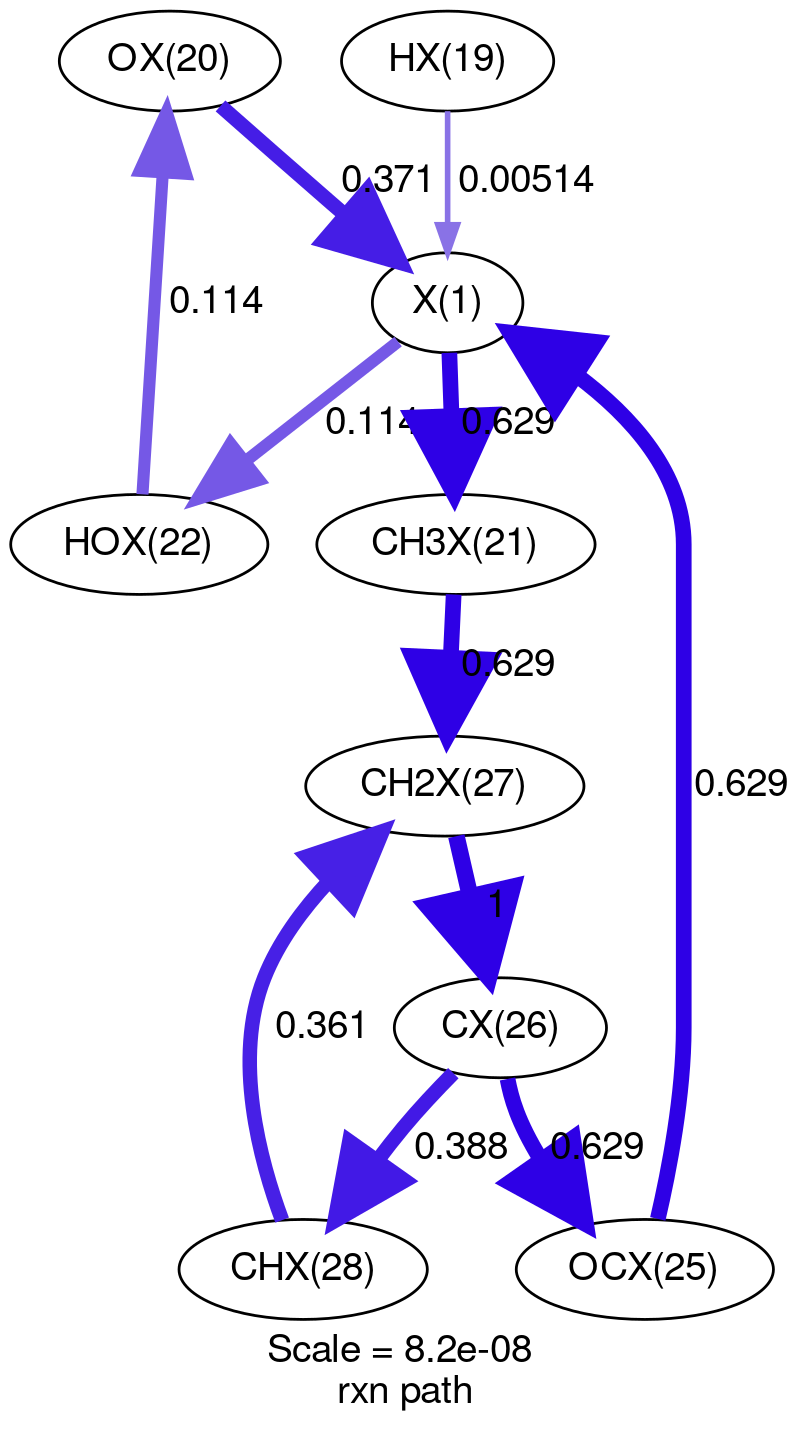 OX(20)
HX(19)
0.371
0.00514
0.114
X(1)
0.114
0.629
HOX(22)
CH3X(21)
0.629
CH2X(27)
0.629
1
0.361
CX(26)
0.388
0.629
CHX(28)
OCX(25)
Scale = 8.2e-08
rxn path